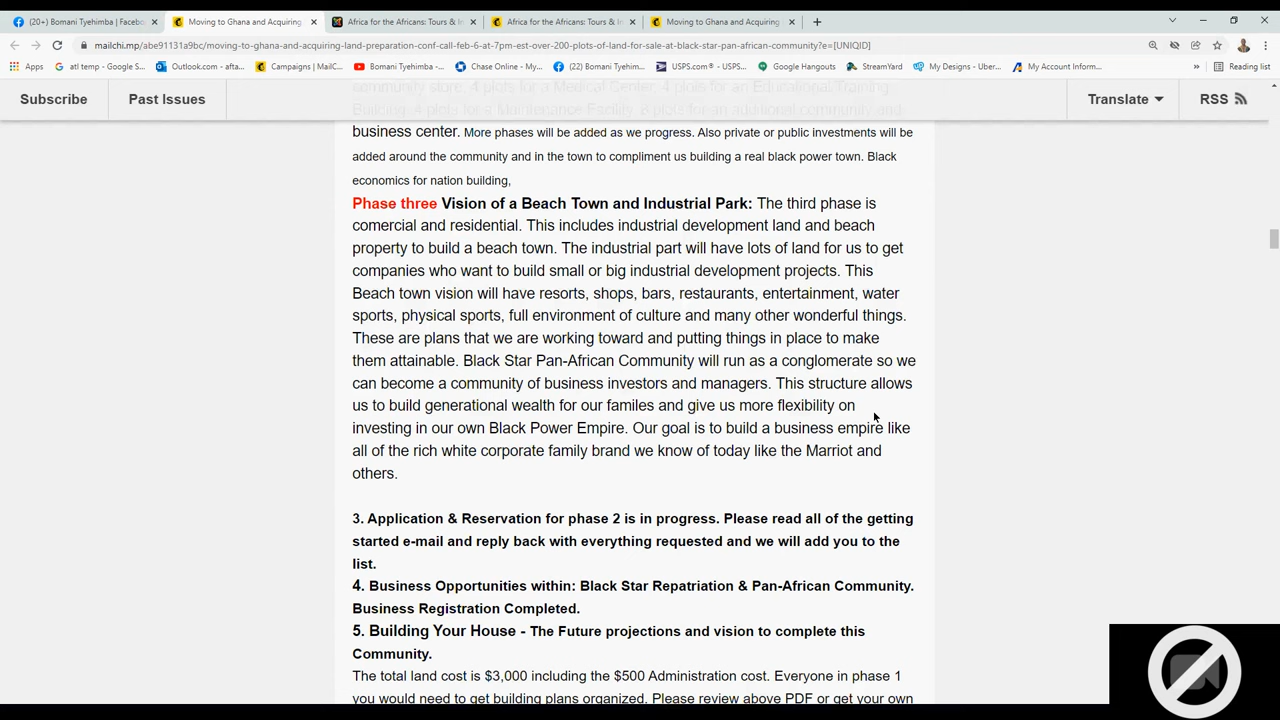 (20+) Bomani Tyehimba | Facebo
Moving to Ghana and Acquiring
Africa for the Africans: Tours & In
Africa for the Africans: Tours & In
Moving to Ghana and Acquiring
mailchi.mp/abe91131a9bc/moving-to-ghana-and-acquiring-land-preparation-conf-call-feb-6-at-7pm-est-over-200-plots-of-land-for-sale-at-black-star-pan-african-community?e=[UNIQID]
Apps
atl temp - Google S...
Outlook.com - afta...
Campaigns | MailC...
Bomani Tyehimba -...
Chase Online - My...
(22) Bomani Tyehim...
USPS.com® - USPS...
Google Hangouts
StreamYard
My Designs - Uber...
My Account Inform...
Reading list
Subscribe
Past Issues
Translate
RSS
community store, 4 plots for a Medical Center, 4 plots for an Educational Training
Building, 4 plots for a Maintenance Facility, 6 plots for an additional community and
business center. More phases will be added as we progress. Also private or public investments will be
added around the community and in the town to compliment us building a real black power town. Black
economics for nation building,
Phase three Vision of a Beach Town and Industrial Park: The third phase is
comercial and residential. This includes industrial development land and beach
property to build a beach town. The industrial part will have lots of land for us to get
companies who want to build small or big industrial development projects. This
Beach town vision will have resorts, shops, bars, restaurants, entertainment, water
sports, physical sports, full environment of culture and many other wonderful things.
These are plans that we are working toward and putting things in place to make
them attainable. Black Star Pan-African Community will run as a conglomerate so we
can become a community of business investors and managers. This structure allows
us to build generational wealth for our familes and give us more flexibility on
investing in our own Black Power Empire. Our goal is to build a business empire like
all of the rich white corporate family brand we know of today like the Marriot and
others.
3. Application & Reservation for phase 2 is in progress. Please read all of the getting
started e-mail and reply back with everything requested and we will add you to the
list.
4. Business Opportunities within: Black Star Repatriation & Pan-African Community.
Business Registration Completed.
5. Building Your House - The Future projections and vision to complete this
Community.
The total land cost is $3,000 including the $500 Administration cost. Everyone in phase 1
you would need to get building plans organized. Please review above PDF or get your own